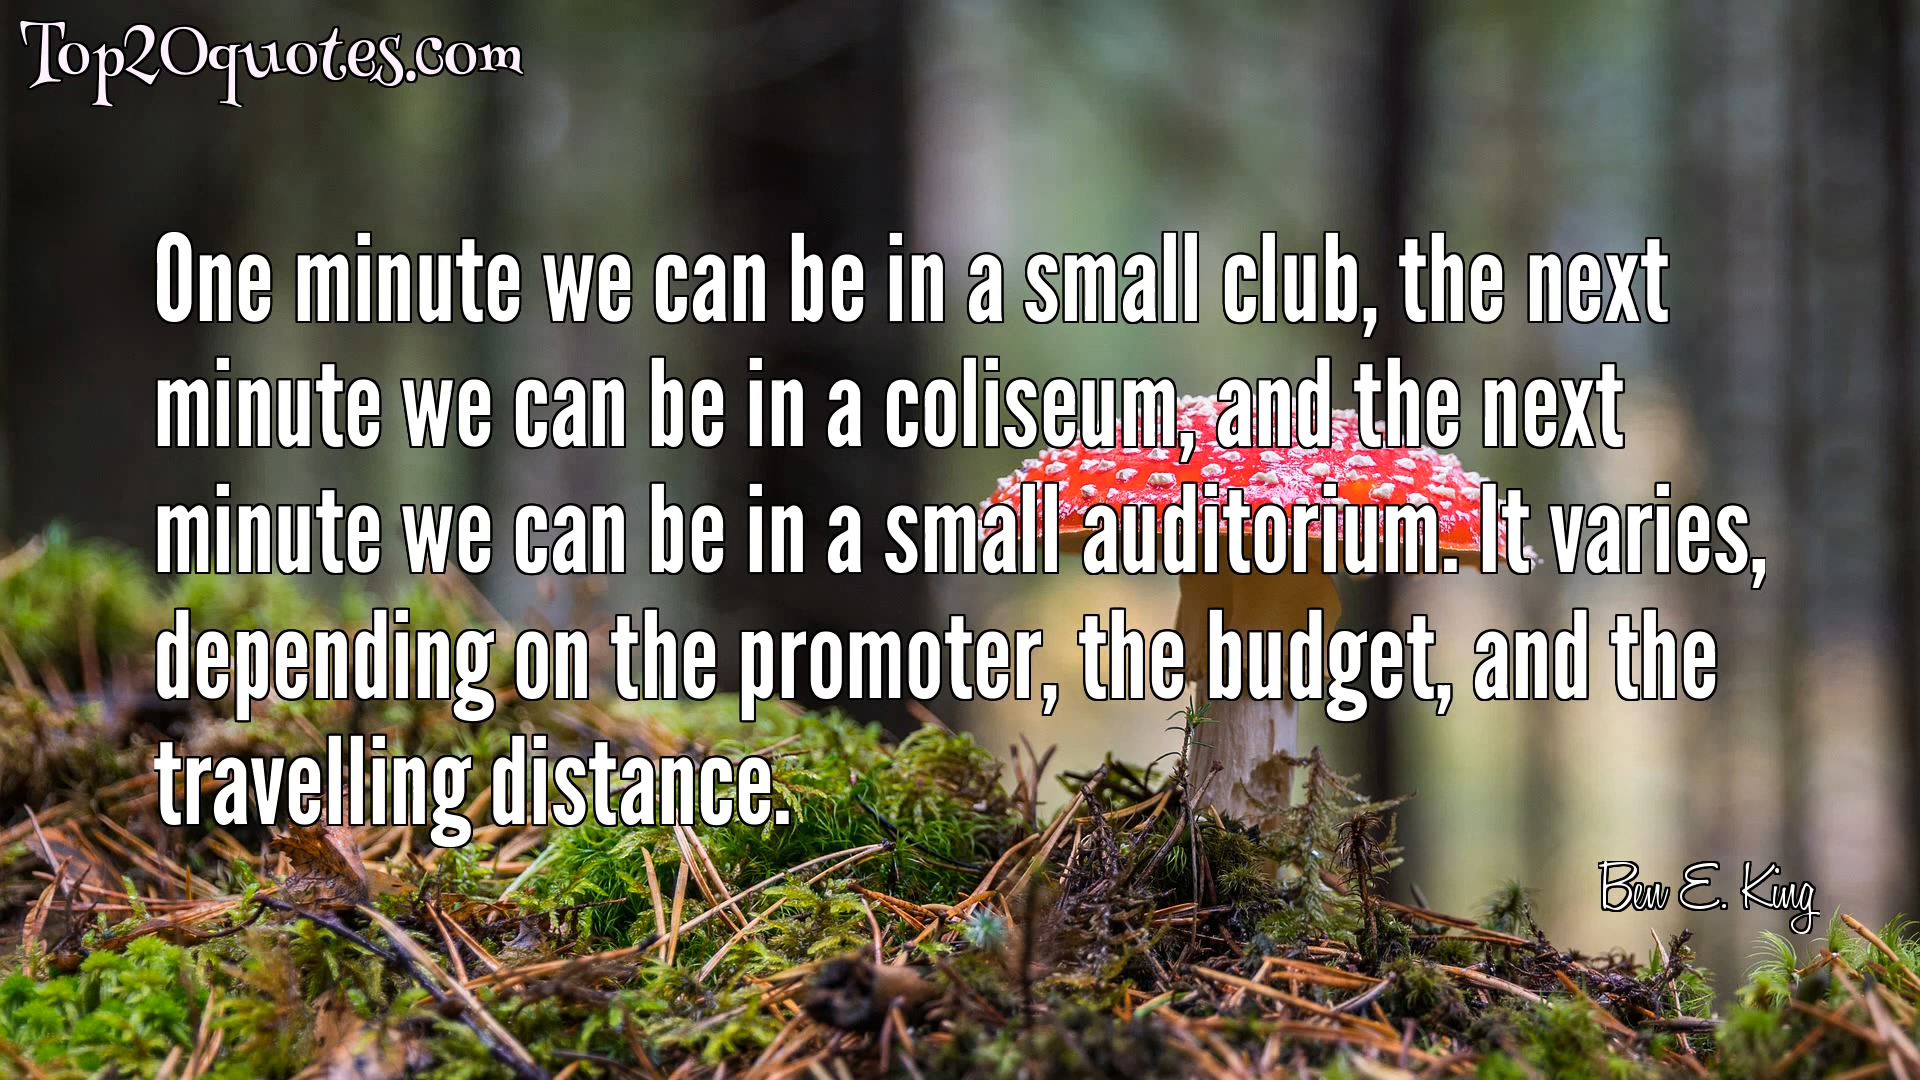 Top20quotes.com
One minute we can be in a small club, the next
minute we can be in a coliseum, and the next
minute we can be in a small auditorium. It varies,
depending on the promoter, the budget, and the
travelling distance.
Ben E. King